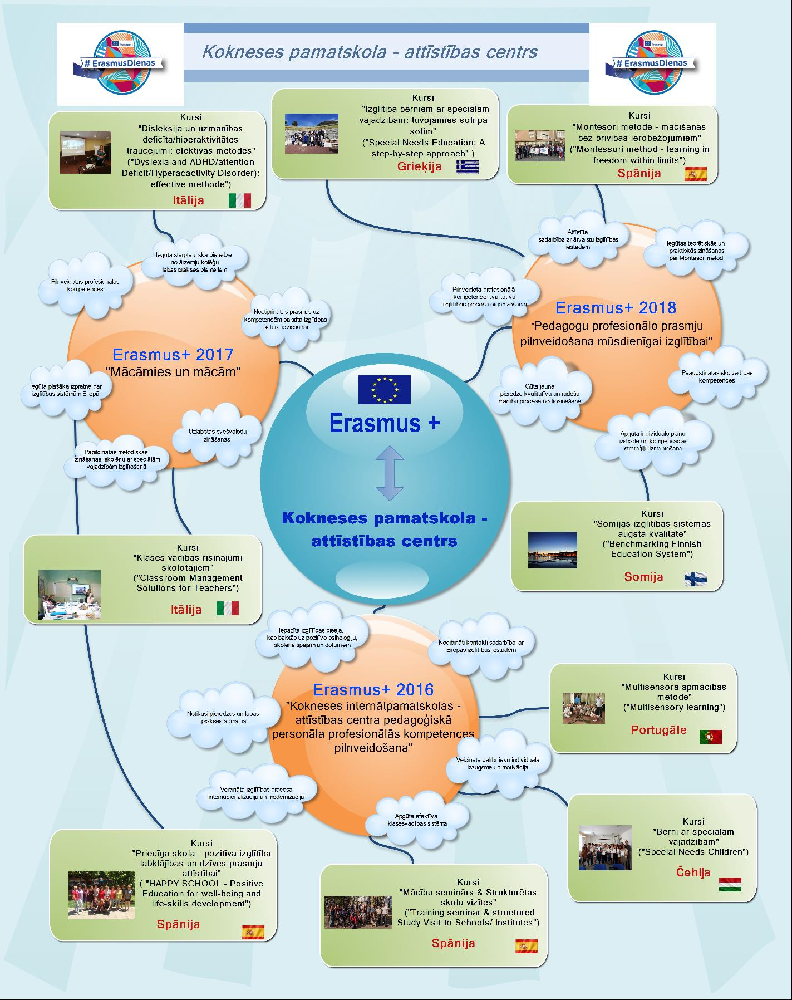 Erasmus+
# ErasmusDienas
Kokneses pamatskola - attīstības centrs
Erasmus+
# ErasmusDienas
Kursi
"Disleksija un uzmanības
deficīta/hiperaktivitātes
traucējumi: efektīvas metodes"
("Dyslexia and ADHD/attention
Deficit/Hyperacactivity Disorder):
effective methode")
Itālija
Kursi
"Izglītība bērniem ar speciālām
vajadzībām: tuvojamies soli pa
solim"
("Special Needs Education: A
step-by-step approach" )
Grieķija
Kursi
"Montesori metode - mācīšanās
bez brīvības ierobežojumiem"
("Montessori method - learning in
freedom within limits")
Spānija
Iegūta starptautiska pieredze
no ārzemju kolēģu
labas prakses piemeriem
Pilnveidotas profesionālās
kompetences
Nostiprinātas prasmes uz
kompetencēm balstīta izglītības
satura ieviešanai
Erasmus+ 2017
"Mācāmies un mācām"
Iegūta plašāka izpratne par
izglītības sistēmām Eiropā
Uzlabotas svešvalodu
zināšanas
Papildinātas metodiskās
zināšanas skolēnu ar speciālām
vajadzībām izglītošanā
Attīstīta
sadarbība ar ārvalstu izglītības
iestadem
Iegūtas teorētiskās un
praktiskās zināšanas
par Montesori metodi
Pilnveidota profesionālā
kompetence kvalitatīva
izglitibas procesa organizešanai
Erasmus+ 2018
"Pedagogu profesionālo prasmju
pilnveidošana mūsdienīgai izglītībai"
Gūta jauna
pieredze kvalitatīva un radoša
macibu procesa nodrošinašana
Paaugstinātas skolvadības
kompetences
Apgūta individuālo plānu
izstrāde un kompensācias
strateģiju izmantošana
Erasmus +
Kokneses pamatskola -
attīstības centrs
Kursi
"Somijas izglītības sistēmas
augstā kvalitāte"
("Benchmarking Finnish
Education System")
Somija
Kursi
"Klases vadības risinājumi
skolotājiem"
("Classroom Management
Solutions for Teachers")
Itālija
Iepazīta izglītības pieeja,
kas balstās uz pozitīvo psiholoģiju,
skolena spejam un dotumiem
Nodibināti kontakti sadarbībai ar
Eiropas izglītības iestādēm
Erasmus+ 2016
"Kokneses internātpamatskolas -
attīstības centra pedagoģiskā
personāla profesionālās kompetences
pilnveidošana"
Notikusi pieredzes un labās
prakses apmaiņa
Veicināta dalībnieku individuālā
izaugsme un motivācija
Veicināta izglītības procesa
internacionalizācija un modernizācija
Apgūta efektīva
klasesvadības sistēma
Kursi
"Multisensorā apmācības
metode"
("Multisensory learning")
Portugāle
Kursi
"Bērni ar speciālām
vajadzībām"
("Special Needs Children")
Čehija
Kursi
"Priecīga skola - pozitīva izglītība
labklājības un dzīves prasmju
attīstībai"
( "HAPPY SCHOOL - Positive
Education for well-being and
life-skills development")
Spānija
Kursi
"Mācību seminārs & Strukturētas
skolu vizītes"
("Training seminar & structured
Study Visit to Schools/ Institutes")
Spānija